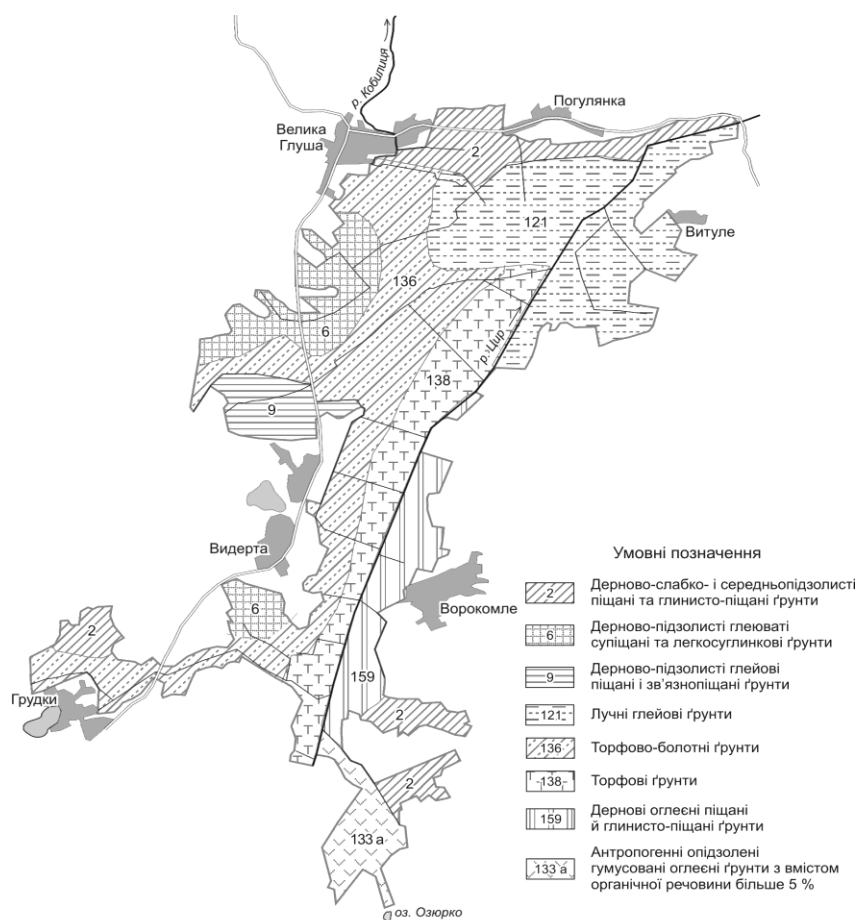 р. Кобилиця
Погулянка
Велика
Глуша
2
121
Витуле
136
6
р. Цир
138
9
Видерта
6
Ворокомле
2
Грудки
159
2
2
133 а
оз. Озюрко
Умовні позначення
2 Дерново-слабко- і середньопідзолисті
піщані та глинисто-піщані ґрунти
6 Дерново-підзолисті глеюваті
супіщані та легкосуглинкові ґрунти
9 Дерново-підзолисті глейові
піщані і зв’язнопіщані ґрунти
121 Лучні глейові ґрунти
136 Торфово-болотні ґрунти
138 Торфові ґрунти
159 Дернові оглеєні піщані
й глинисто-піщані ґрунти
133 а Антропогенні опідзолені
гумусовані оглеєні ґрунти з вмістом
органічної речовини більше 5 %